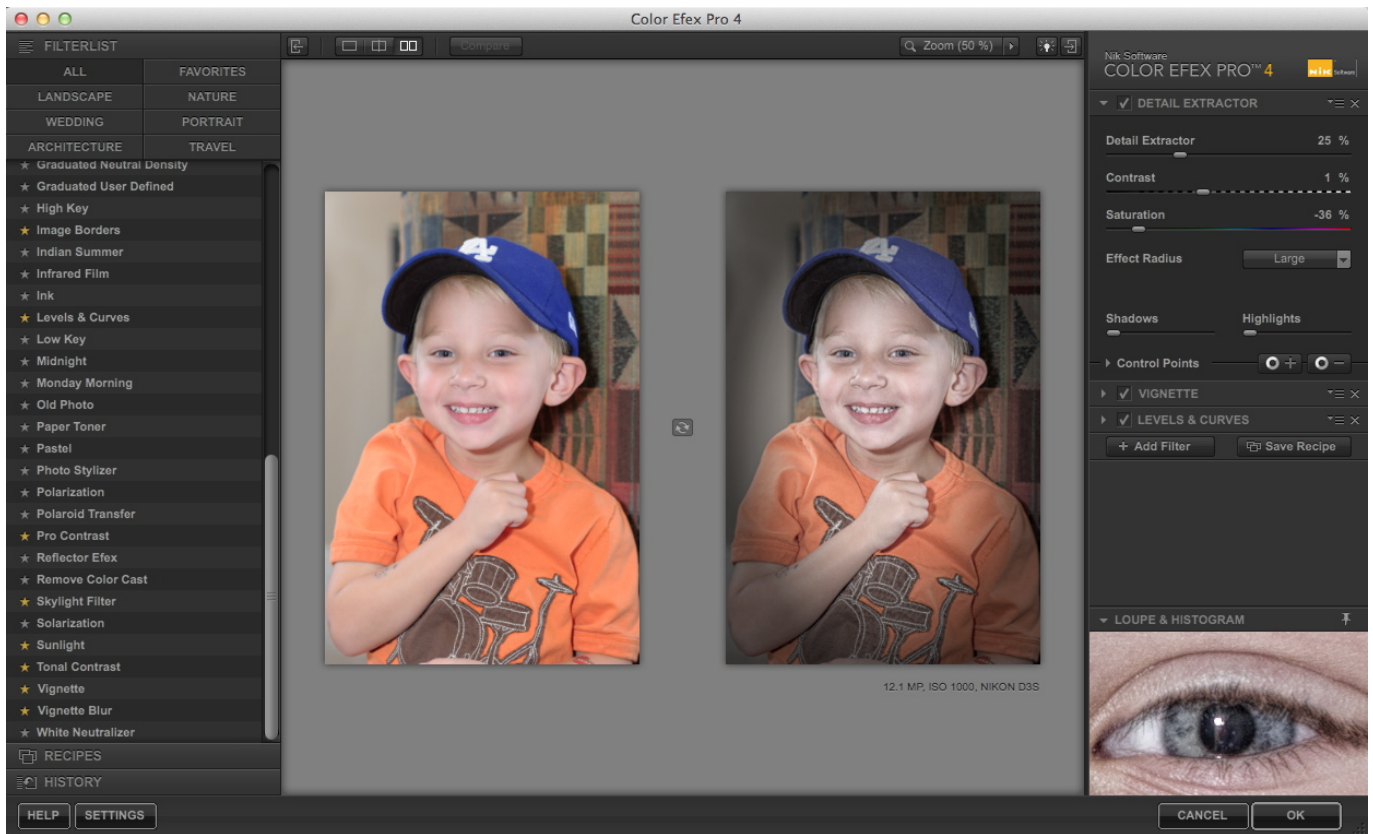 Color Efex Pro 4
FILTERLIST
ALL
FAVORITES
LANDSCAPE
NATURE
WEDDING
PORTRAIT
ARCHITECTURE
TRAVEL
Graduated Neutral Density
Graduated User Defined
High Key
Image Borders
Indian Summer
Infrared Film
Ink
Levels & Curves
Low Key
Midnight
Monday Morning
Old Photo
Paper Toner
Pastel
Photo Stylizer
Polarization
Polaroid Transfer
Pro Contrast
Reflector Efex
Remove Color Cast
Skylight Filter
Solarization
Sunlight
Tonal Contrast
Vignette
Vignette Blur
White Neutralizer
RECIPES
HISTORY
HELP
SETTINGS
Compare
Zoom (50 %)
A
A
12.1 MP, ISO 1000, NIKON D3S
Nik Software
COLOR EFEX PRO™ 4
NIK Software
DETAIL EXTRACTOR
Detail Extractor 25 %
Contrast 1 %
Saturation -36 %
Effect Radius Large
Shadows Highlights
Control Points
VIGNETTE
LEVELS & CURVES
+ Add Filter
Save Recipe
LOUPE & HISTOGRAM
CANCEL
OK